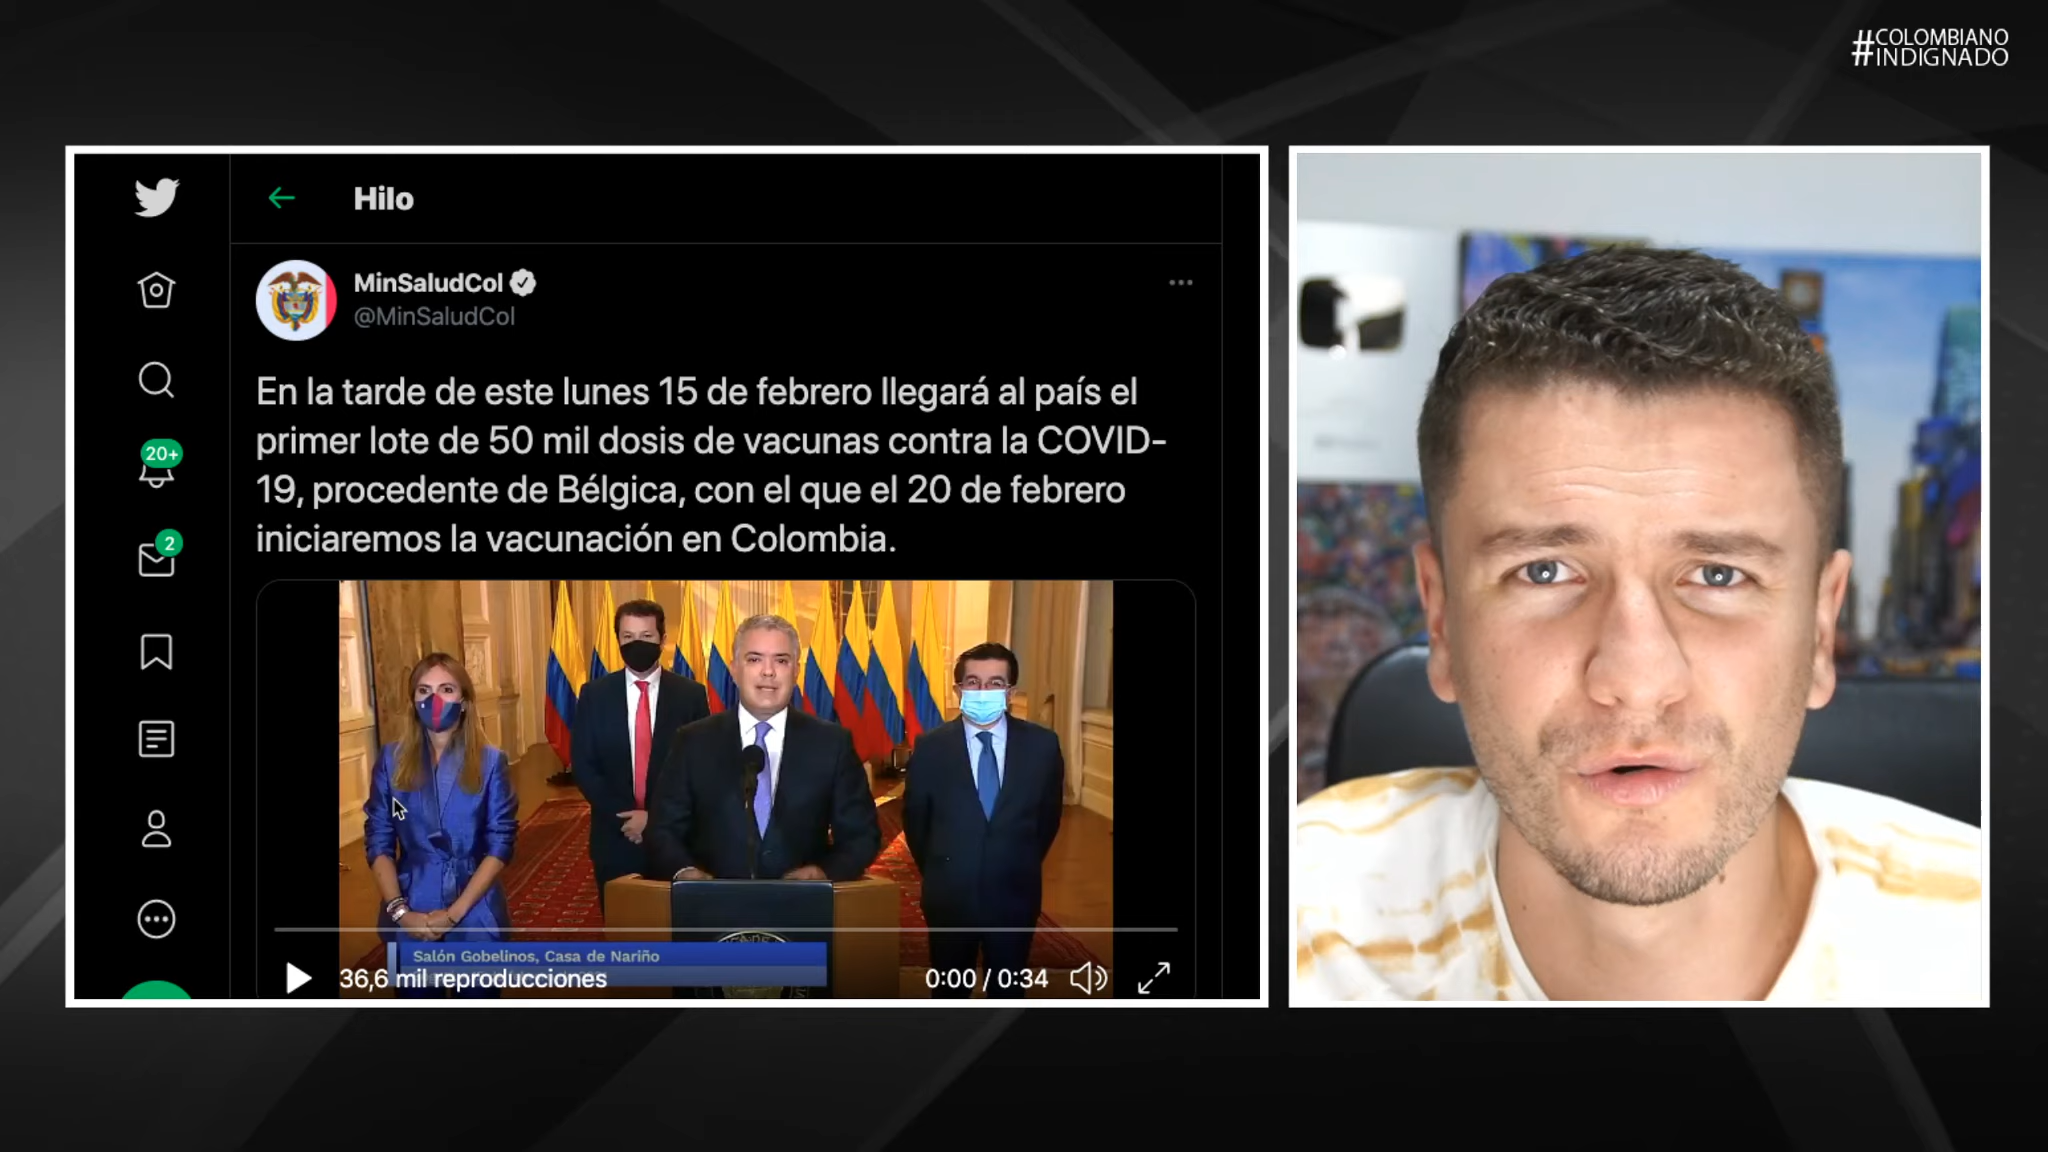 #COLOMBIANO
INDIGNADO
Hilo
MinSaludCol
@MinSaludCol
En la tarde de este lunes 15 de febrero llegará al país el
primer lote de 50 mil dosis de vacunas contra la COVID-
19, procedente de Bélgica, con el que el 20 de febrero
iniciaremos la vacunación en Colombia.
20+
2
Salón Gobelinos, Casa de Nariño
36,6 mil reproducciones
0:00 / 0:34